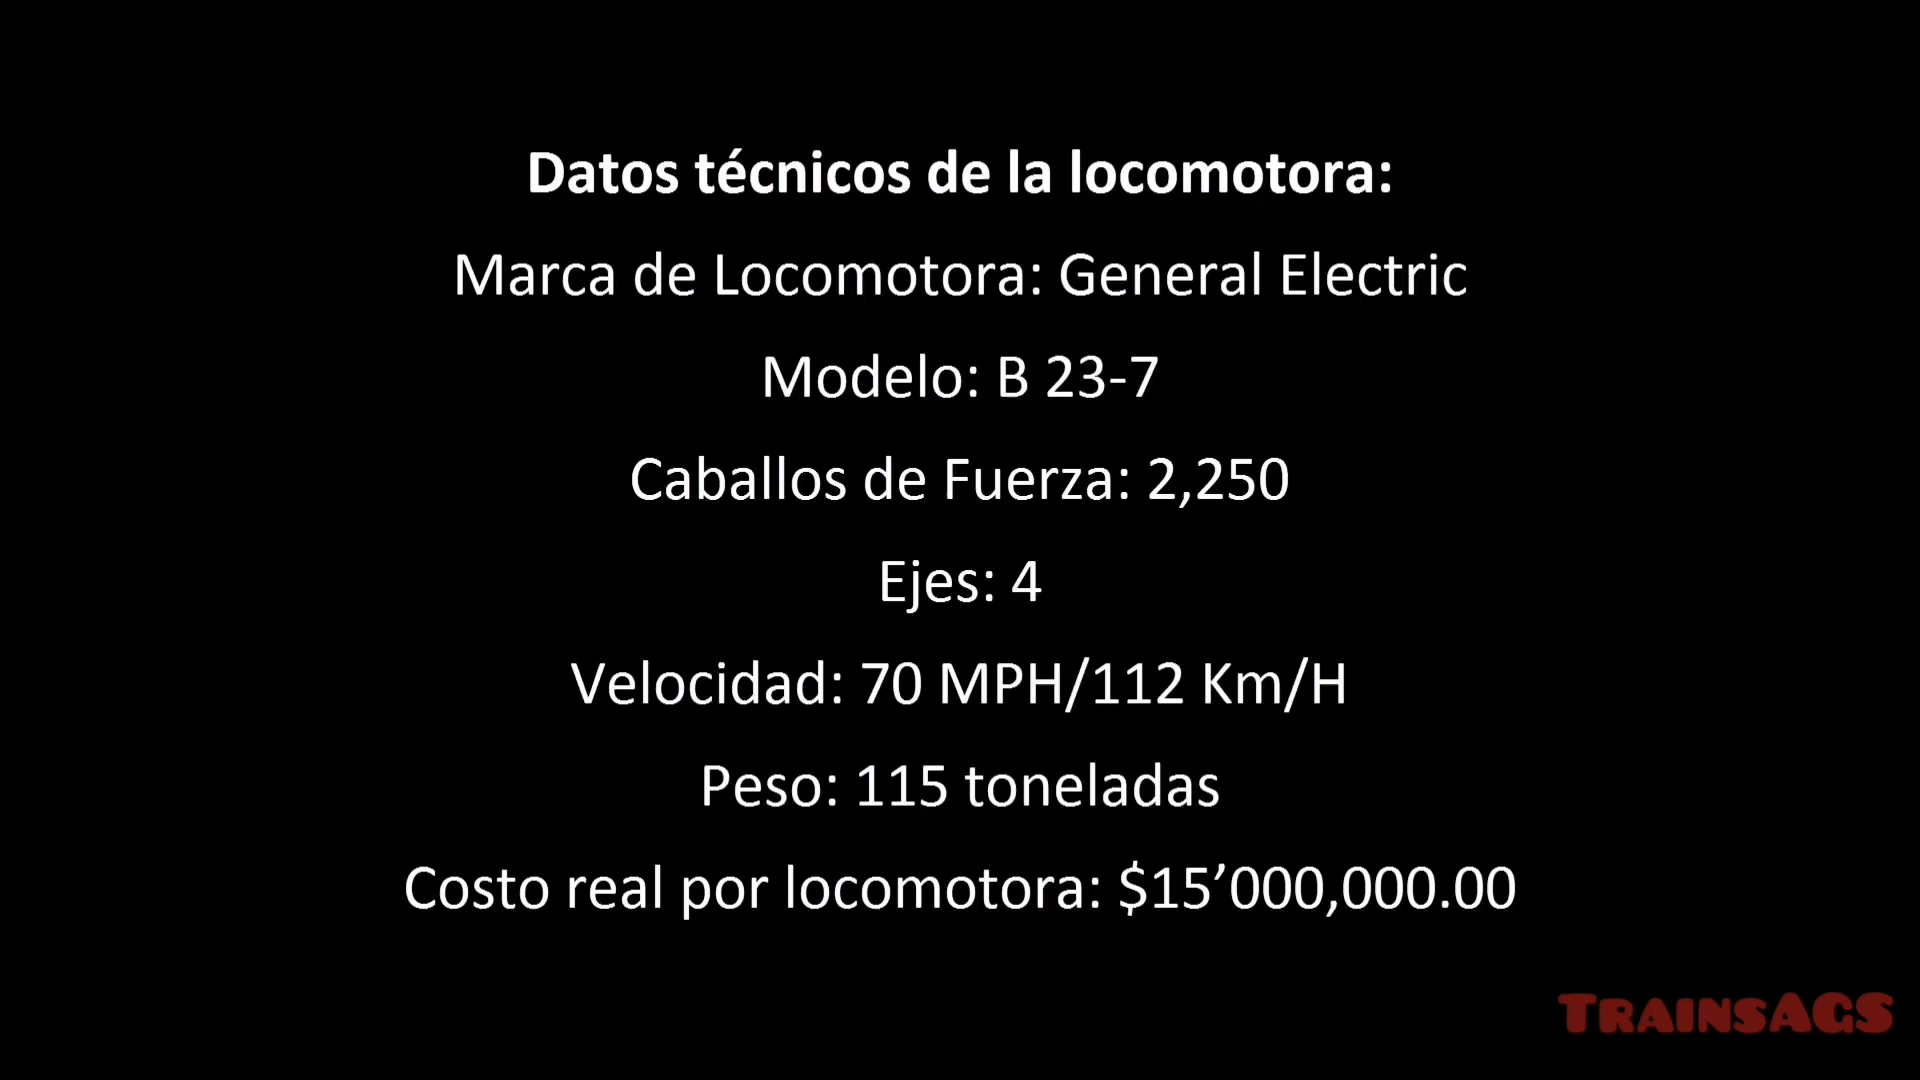 Datos técnicos de la locomotora:
Marca de Locomotora: General Electric
Modelo: B 23-7
Caballos de Fuerza: 2,250
Ejes: 4
Velocidad: 70 MPH/112 Km/H
Peso: 115 toneladas
Costo real por locomotora: $15’000,000.00
TRAINSAGS